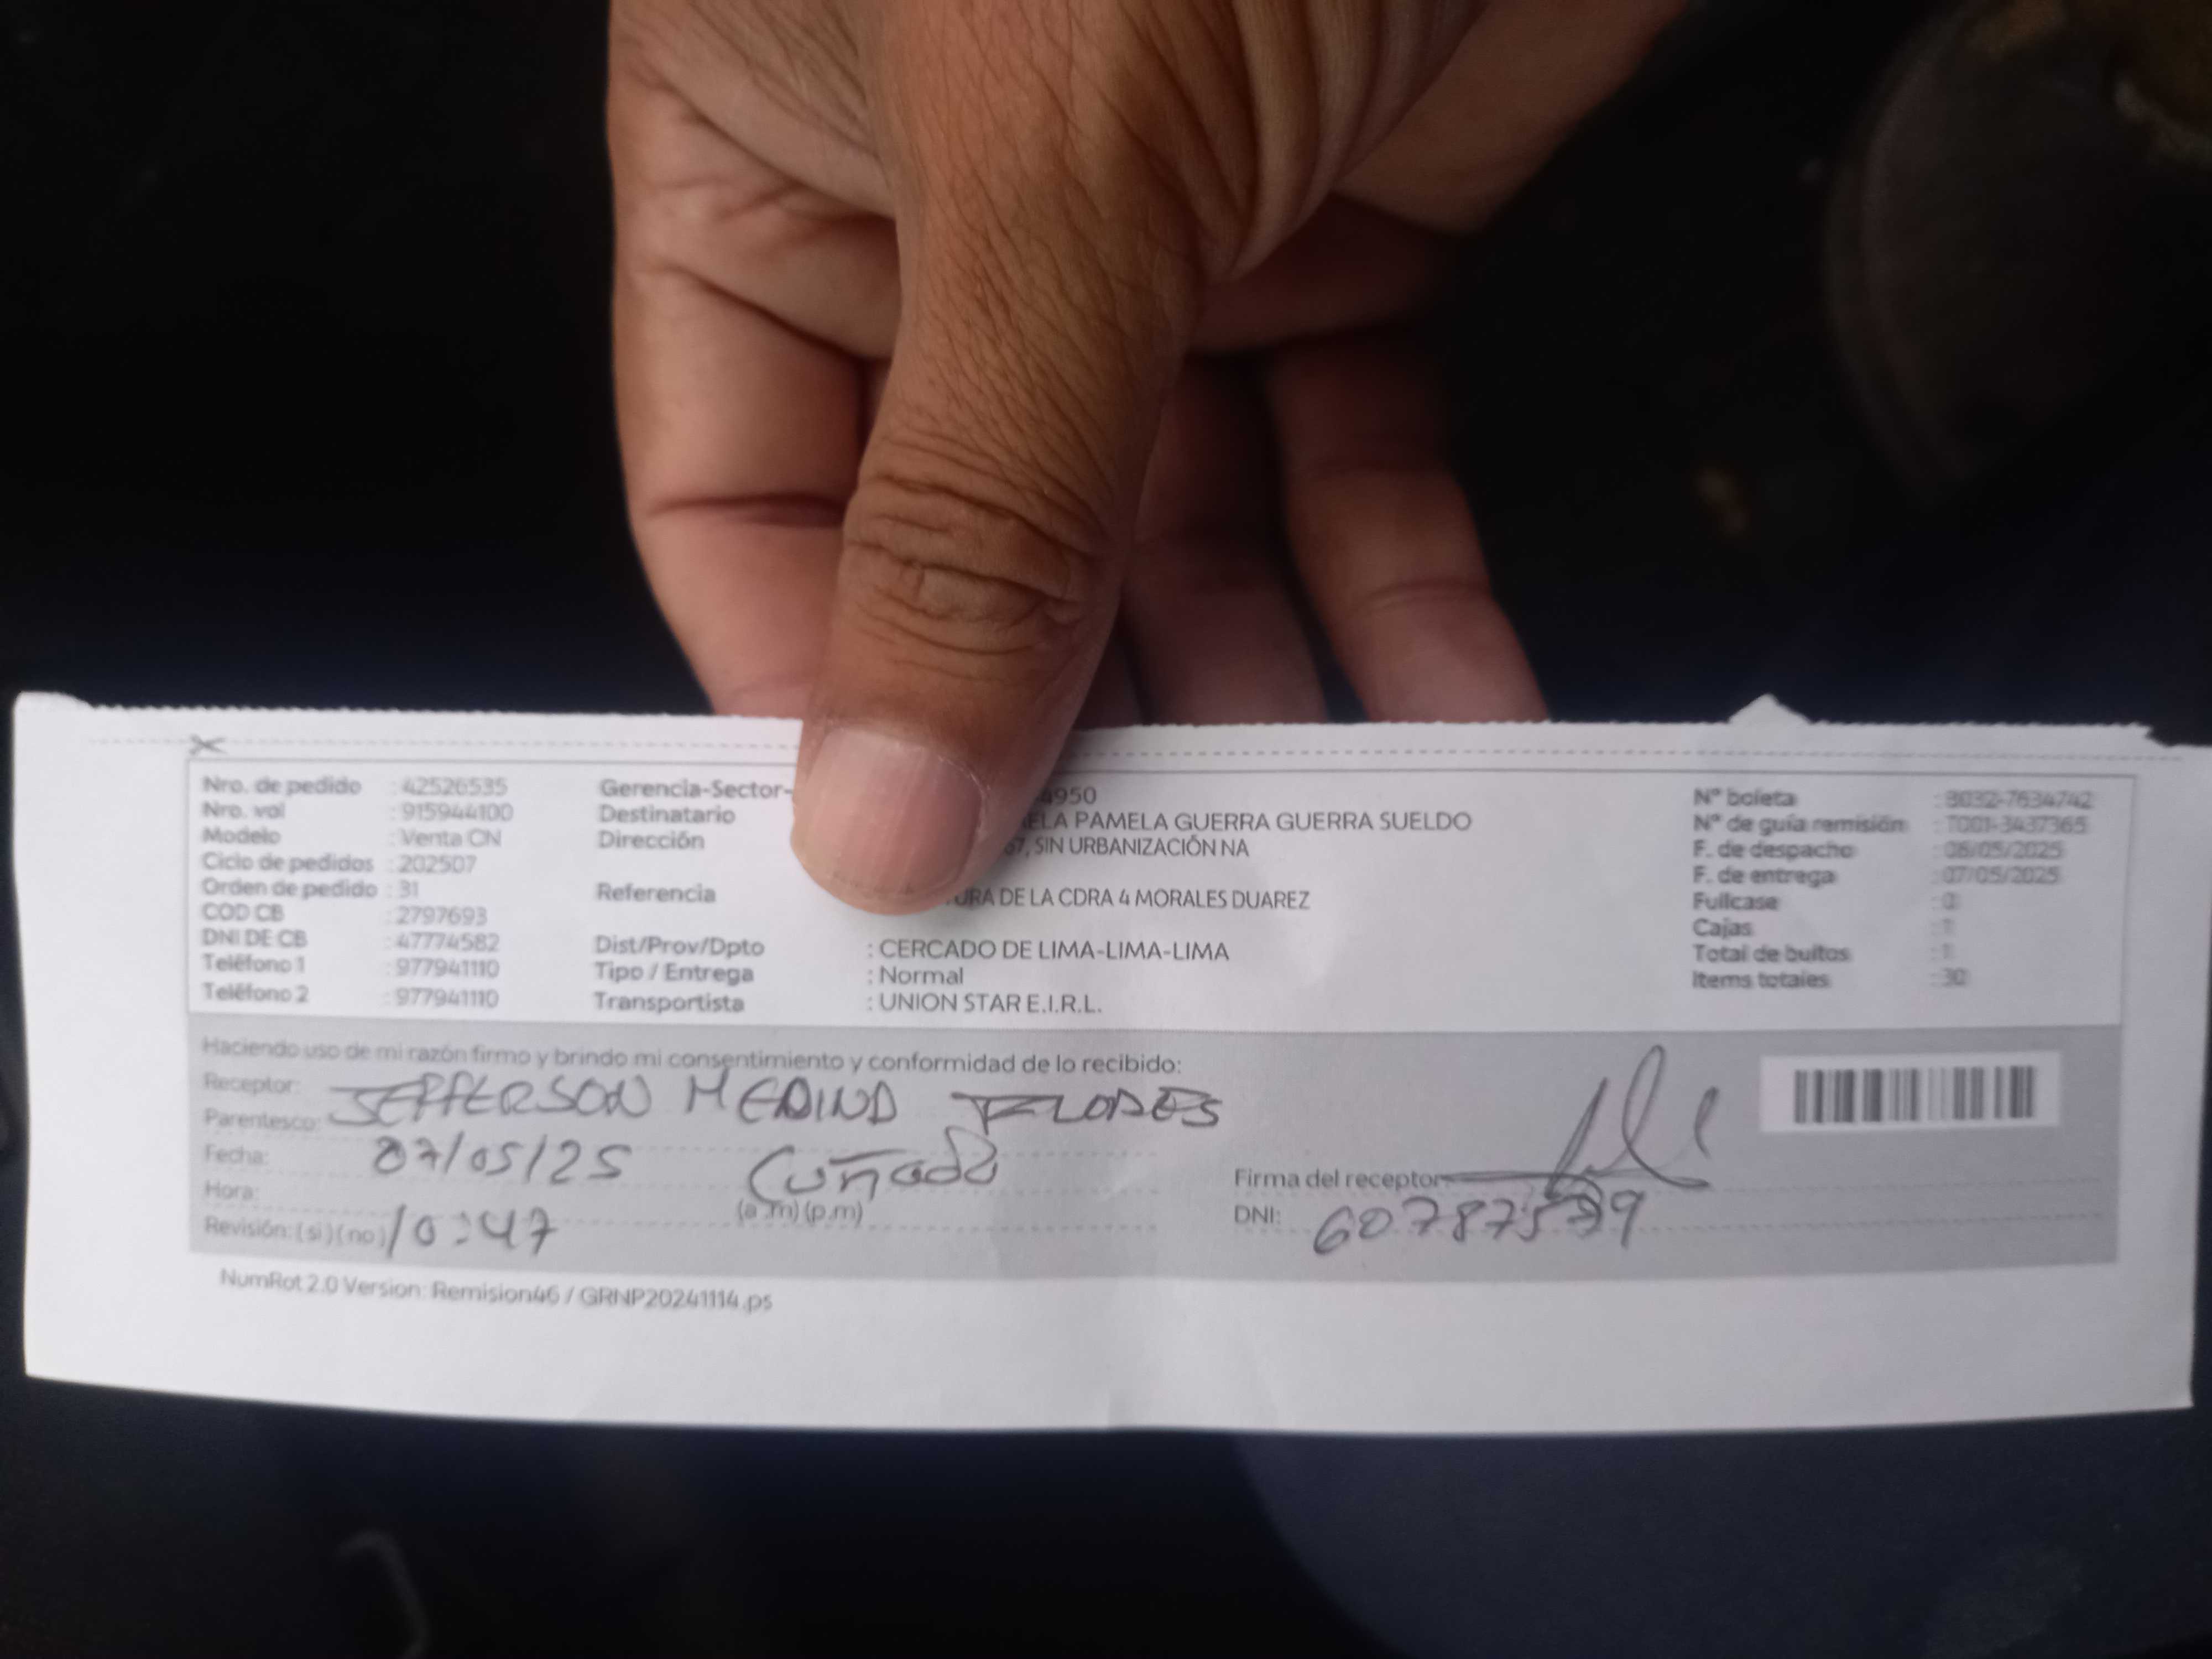 Nro. de pedido : 42526535
Nro. vol : 915944100
Modelo : Venta CN
Ciclo de pedidos : 202507
Orden de pedido : 31
COD CB : 2797693
DNI DE CB : 47774582
Teléfono 1 : 977941110
Teléfono 2 : 977941110
Gerencia-Sector- 4950
Destinatario ELA PAMELA GUERRA GUERRA SUELDO
Dirección 67, SIN URBANIZACIÓN NA
Referencia URA DE LA CDRA 4 MORALES DUAREZ
Dist/Prov/Dpto : CERCADO DE LIMA-LIMA-LIMA
Tipo / Entrega : Normal
Transportista : UNION STAR E.I.R.L.
N° boleta : B032-7634742
N° de guía remisión : T001-3437365
F. de despacho : 08/05/2025
F. de entrega : 07/05/2025
Fullcase : 0
Cajas : 1
Total de bultos : 1
Items totales : 30
Haciendo uso de mi razón firmo y brindo mi consentimiento y conformidad de lo recibido:
Receptor: JEFFERSON MEDINA FLORES
Parentesco: Cuñado
Fecha: 07/05/25
Hora: 10:47 (a.m) (p.m)
Revisión: (si) (no)
Firma del receptor
DNI:
NumRot 2.0 Version: Remision46 / GRNP20241114.ps